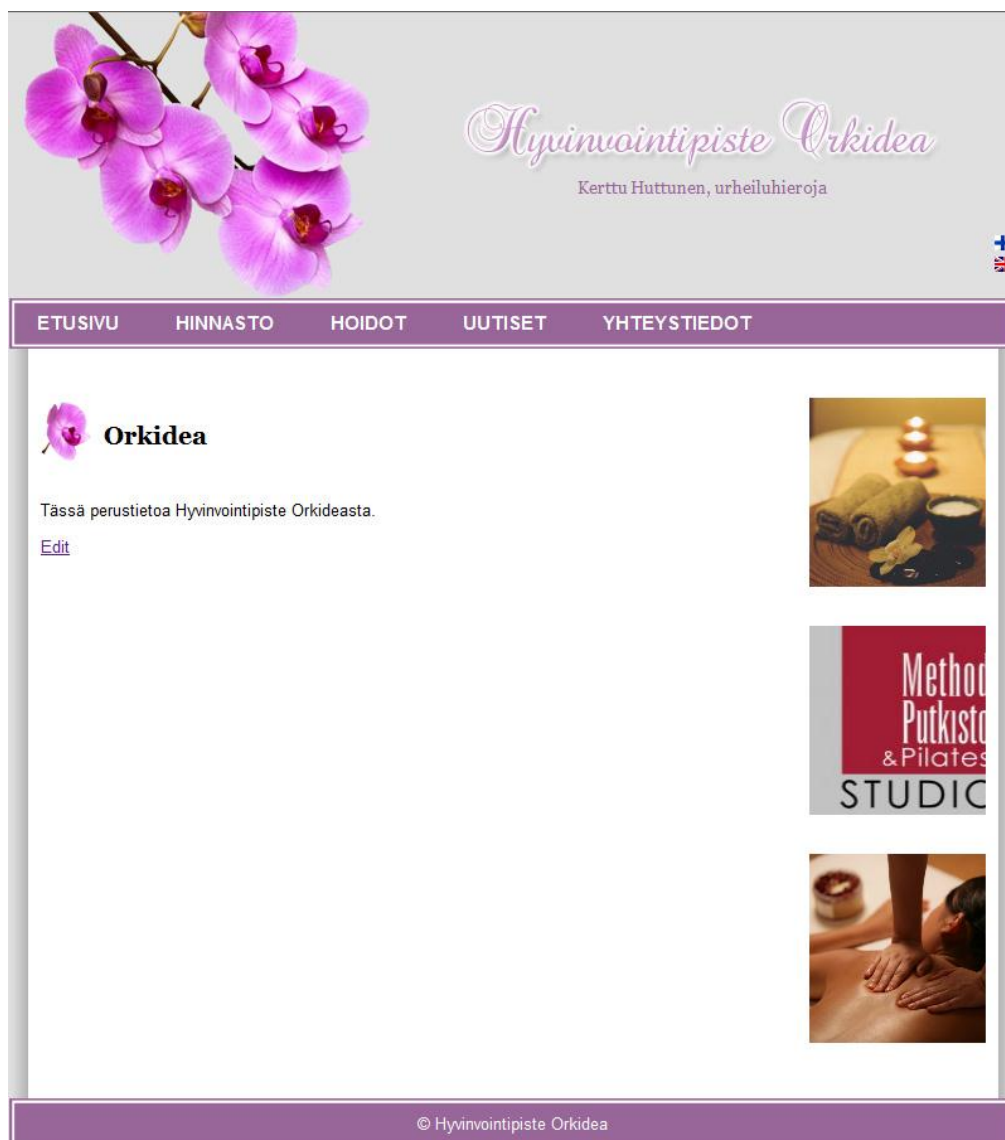 Hyvinvointipiste Orkidea
Kerttu Huttunen, urheiluhieroja
ETUSIVU HINNASTO HOIDOT UUTISET YHTEYSTIEDOT
Orkidea
Tässä perustietoa Hyvinvointipiste Orkideasta.
Edit
Method
Putkisto
& Pilates
STUDIO
© Hyvinvointipiste Orkidea